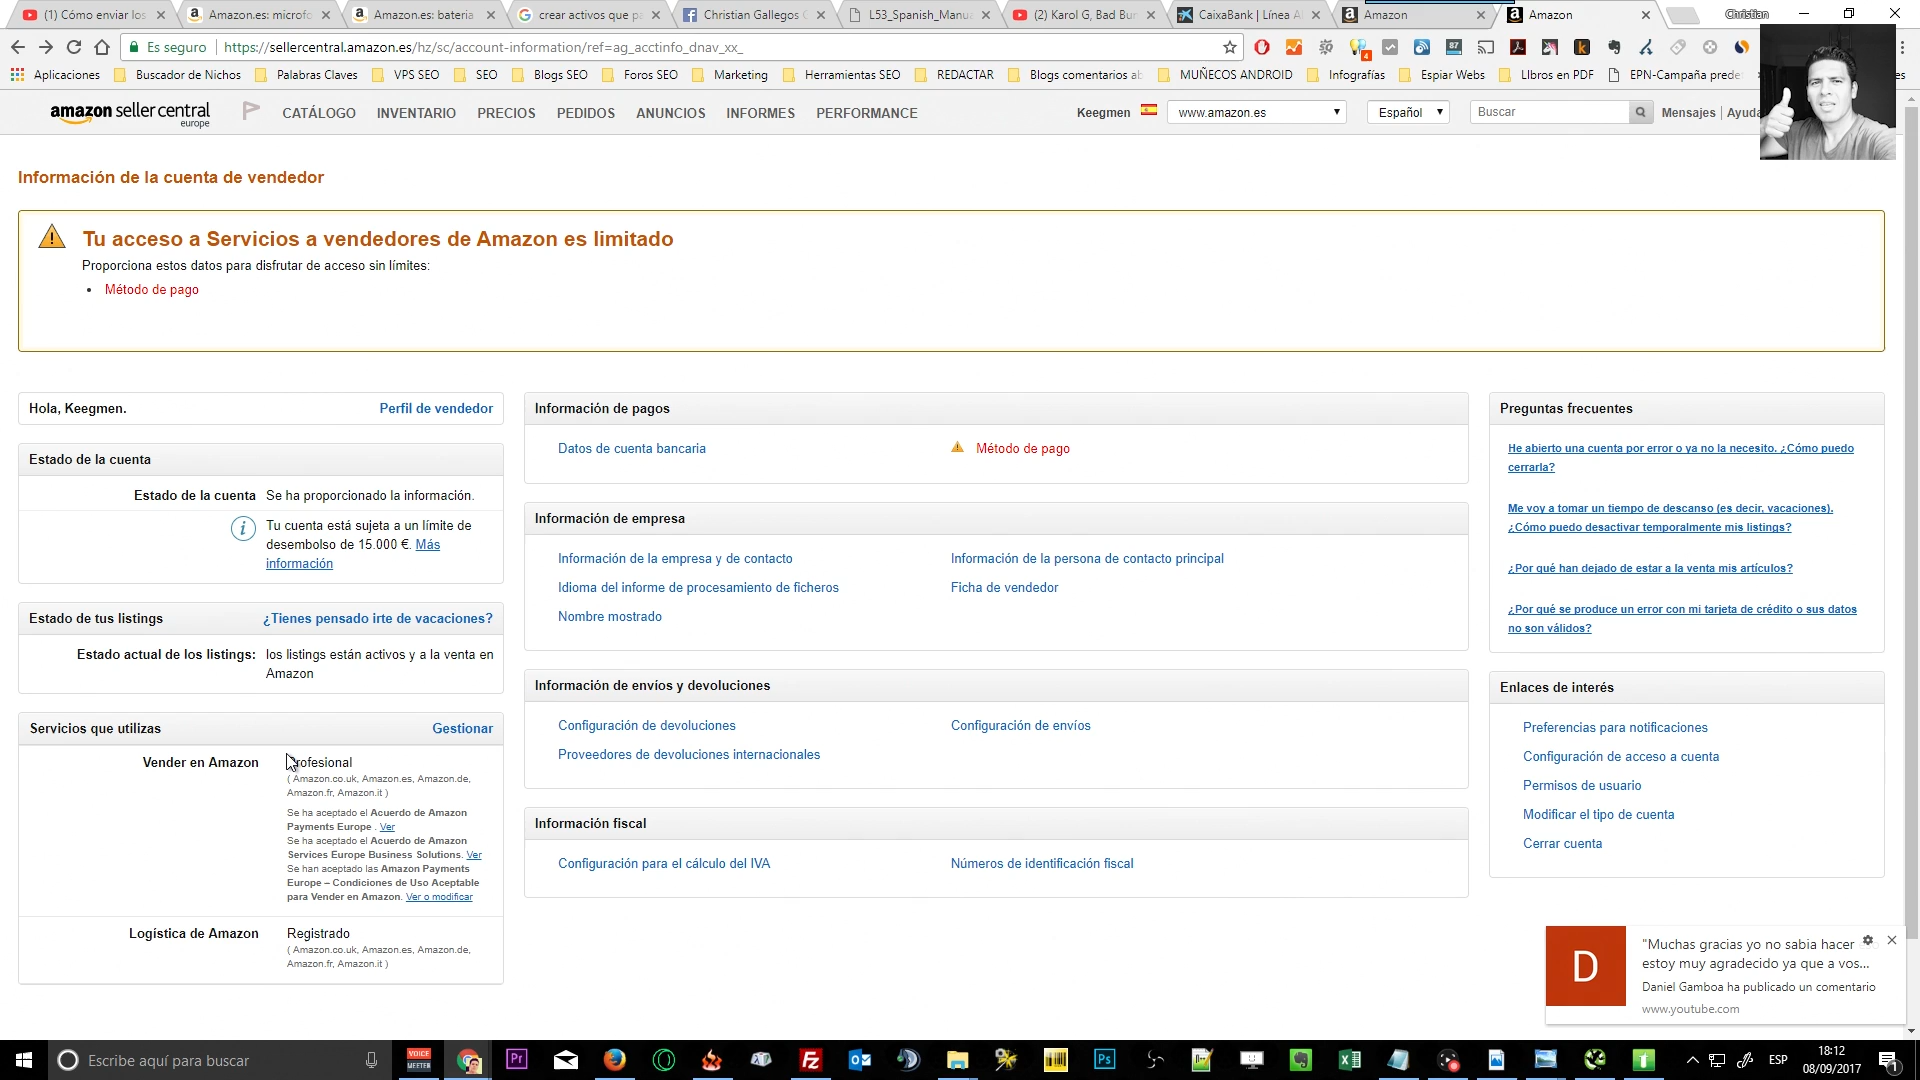 (1) Cómo enviar los
Amazon.es: microfo
Amazon.es: bateria
crear activos que pa
Christian Gallegos
L53_Spanish_Manu
(2) Karol G, Bad Bun
CaixaBank | Línea A
Amazon
Amazon
Christian
Es seguro
https://sellercentral.amazon.es/hz/sc/account-information/ref=ag_acctinfo_dnav_xx_
Aplicaciones
Buscador de Nichos
Palabras Claves
VPS SEO
SEO
Blogs SEO
Foros SEO
Marketing
Herramientas SEO
REDACTAR
Blogs comentarios ab
MUÑECOS ANDROID
Infografías
Espiar Webs
LIbros en PDF
EPN-Campaña prede
amazon seller central
europe
CATÁLOGO
INVENTARIO
PRECIOS
PEDIDOS
ANUNCIOS
INFORMES
PERFORMANCE
Keegmen
www.amazon.es
Español
Buscar
Mensajes | Ayuda
Información de la cuenta de vendedor
Tu acceso a Servicios a vendedores de Amazon es limitado
Proporciona estos datos para disfrutar de acceso sin límites:
• Método de pago
Hola, Keegmen.
Perfil de vendedor
Estado de la cuenta
Estado de la cuenta Se ha proporcionado la información.
Tu cuenta está sujeta a un límite de
desembolso de 15.000 €. Más
información
Estado de tus listings
¿Tienes pensado irte de vacaciones?
Estado actual de los listings: los listings están activos y a la venta en
Amazon
Servicios que utilizas
Gestionar
Vender en Amazon Profesional
( Amazon.co.uk, Amazon.es, Amazon.de,
Amazon.fr, Amazon.it )
Se ha aceptado el Acuerdo de Amazon
Payments Europe . Ver
Se ha aceptado el Acuerdo de Amazon
Services Europe Business Solutions. Ver
Se han aceptado las Amazon Payments
Europe – Condiciones de Uso Aceptable
para Vender en Amazon. Ver o modificar
Logística de Amazon Registrado
( Amazon.co.uk, Amazon.es, Amazon.de,
Amazon.fr, Amazon.it )
Información de pagos
Datos de cuenta bancaria
Método de pago
Información de empresa
Información de la empresa y de contacto
Información de la persona de contacto principal
Idioma del informe de procesamiento de ficheros
Ficha de vendedor
Nombre mostrado
Información de envíos y devoluciones
Configuración de devoluciones
Configuración de envíos
Proveedores de devoluciones internacionales
Información fiscal
Configuración para el cálculo del IVA
Números de identificación fiscal
Preguntas frecuentes
He abierto una cuenta por error o ya no la necesito. ¿Cómo puedo
cerrarla?
Me voy a tomar un tiempo de descanso (es decir, vacaciones).
¿Cómo puedo desactivar temporalmente mis listings?
¿Por qué han dejado de estar a la venta mis artículos?
¿Por qué se produce un error con mi tarjeta de crédito o sus datos
no son válidos?
Enlaces de interés
Preferencias para notificaciones
Configuración de acceso a cuenta
Permisos de usuario
Modificar el tipo de cuenta
Cerrar cuenta
D
"Muchas gracias yo no sabia hacer
estoy muy agradecido ya que a vos...
Daniel Gamboa ha publicado un comentario
www.youtube.com
Escribe aquí para buscar
VOICE
MEETER
ESP
18:12
08/09/2017